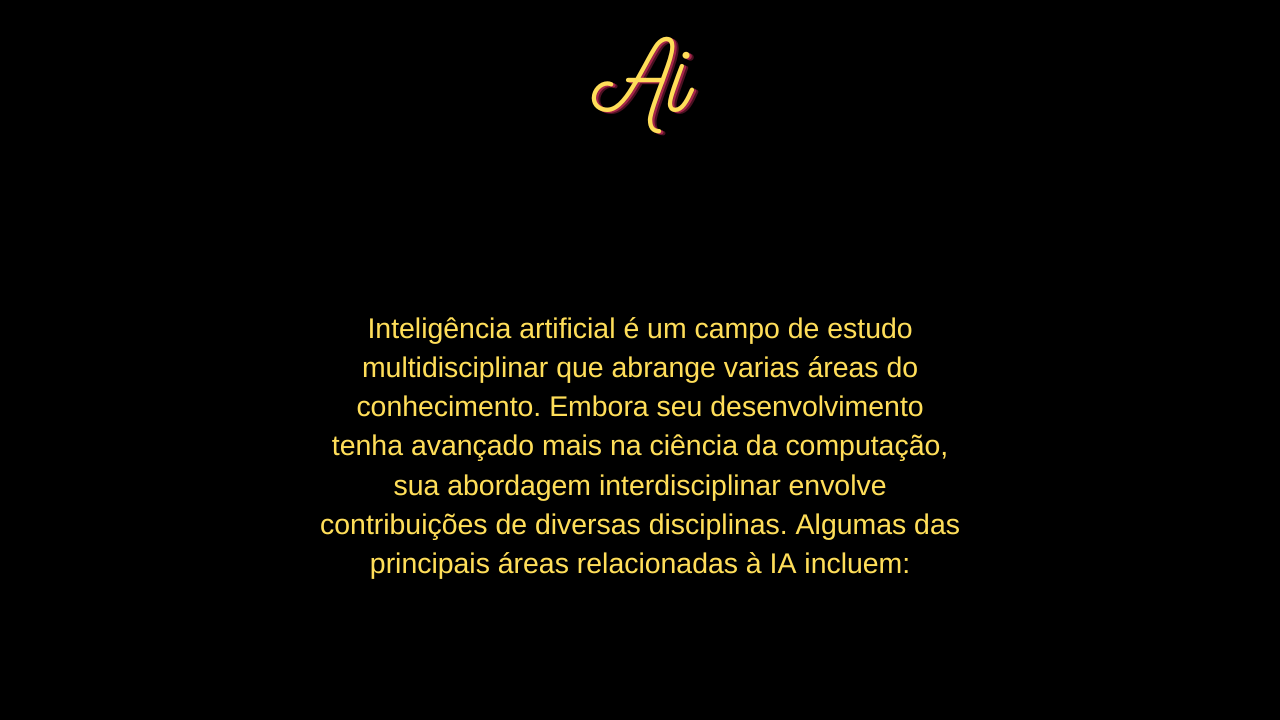 Ai
Inteligência artificial é um campo de estudo
multidisciplinar que abrange varias áreas do
conhecimento. Embora seu desenvolvimento
tenha avançado mais na ciência da computação,
sua abordagem interdisciplinar envolve
contribuições de diversas disciplinas. Algumas das
principais áreas relacionadas à IA incluem: